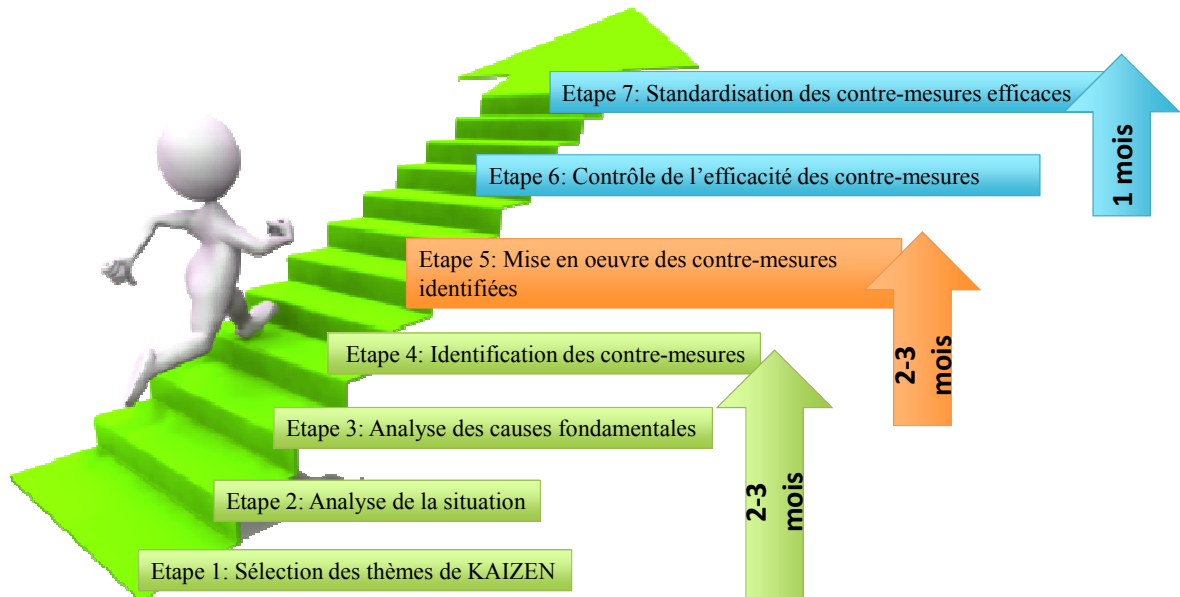 Etape 7: Standardisation des contre-mesures efficaces
1 mois
Etape 6: Contrôle de l'efficacité des contre-mesures
Etape 5: Mise en oeuvre des contre-mesures
identifiées
2-3
mois
Etape 4: Identification des contre-mesures
Etape 3: Analyse des causes fondamentales
2-3
mois
Etape 2: Analyse de la situation
Etape 1: Sélection des thèmes de KAIZEN